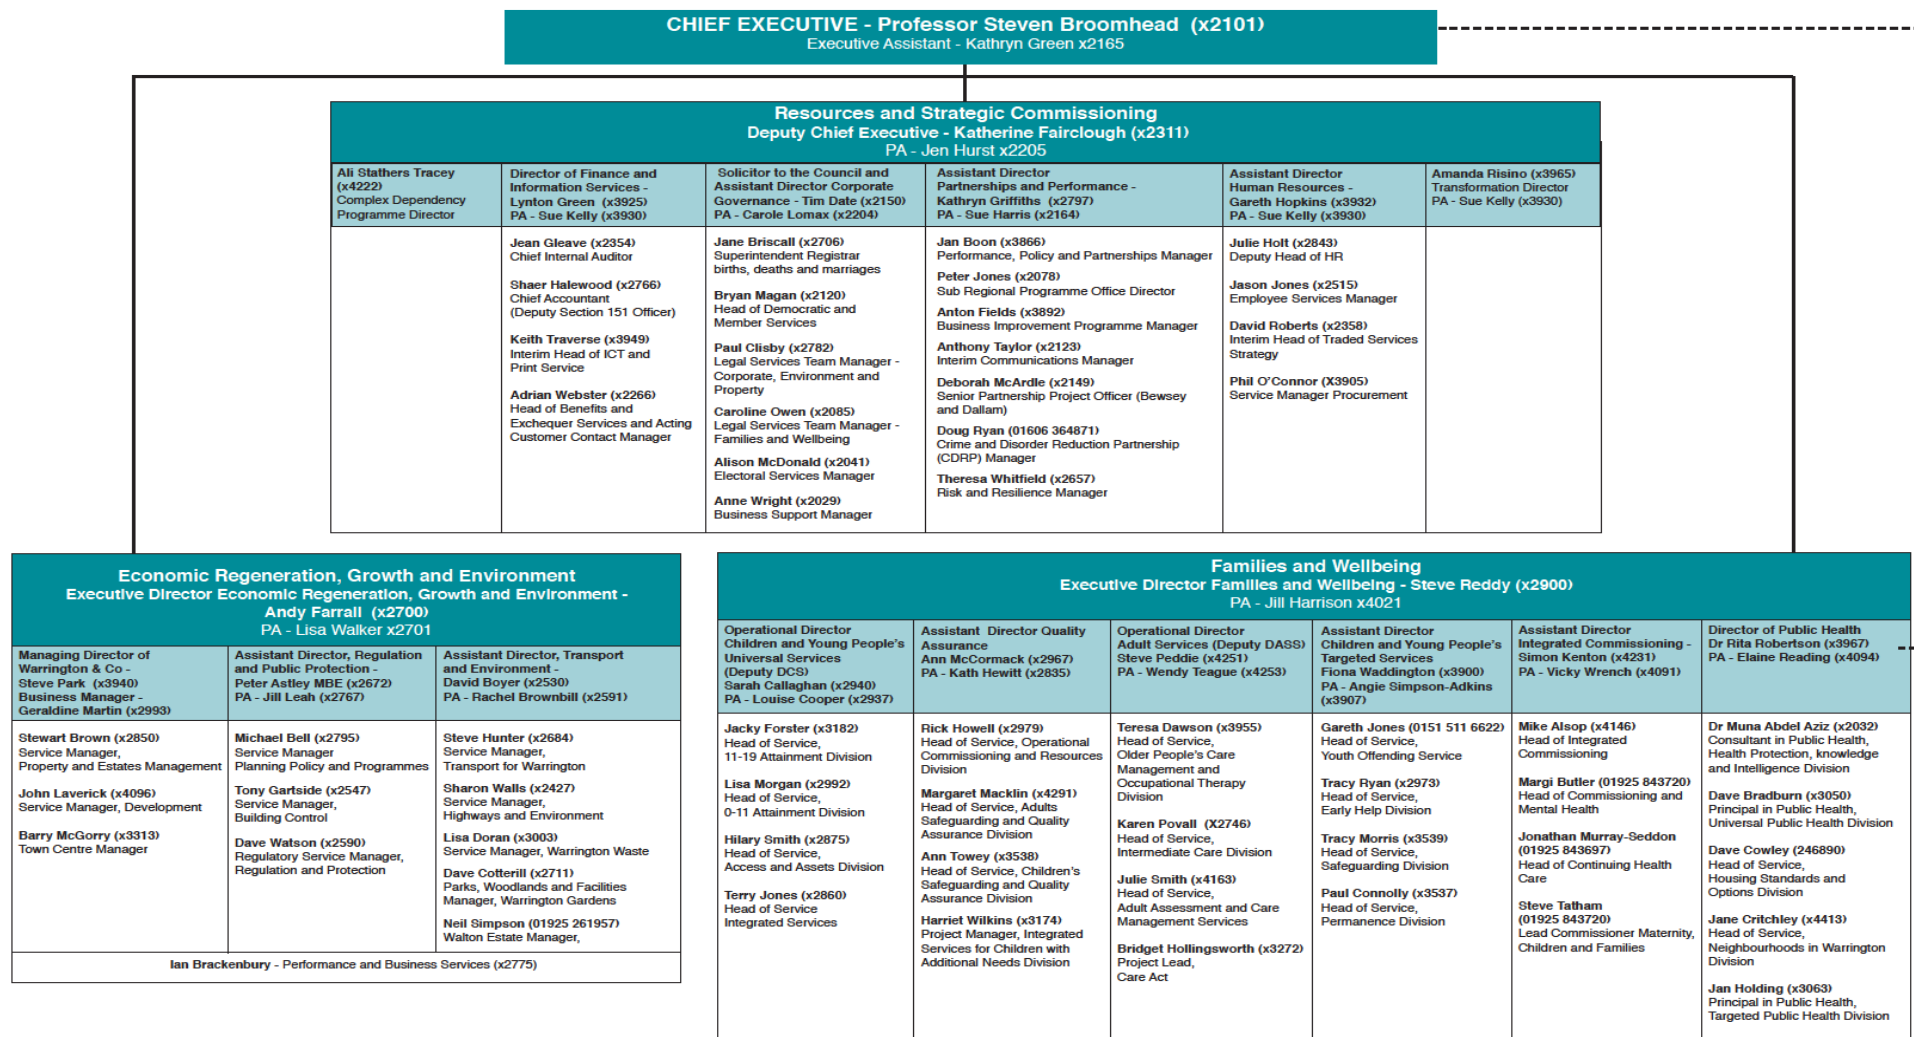 CHIEF EXECUTIVE - Professor Steven Broomhead (x2101)
Executive Assistant - Kathryn Green x2165
Resources and Strategic Commissioning
Deputy Chief Executive - Katherine Fairclough (x2311)
PA - Jen Hurst x2205
Ali Stathers Tracey
(x4222)
Complex Dependency
Programme Director
Director of Finance and
Information Services -
Lynton Green (x3925)
PA - Sue Kelly (x3930)
Jean Gleave (x2354)
Chief Internal Auditor
Shaer Halewood (x2766)
Chief Accountant
(Deputy Section 151 Officer)
Keith Traverse (x3949)
Interim Head of ICT and
Print Service
Adrian Webster (x2266)
Head of Benefits and
Exchequer Services and Acting
Customer Contact Manager
Solicitor to the Council and
Assistant Director Corporate
Governance - Tim Date (x2150)
PA - Carole Lomax (x2204)
Jane Briscall (x2706)
Superintendent Registrar
births, deaths and marriages
Bryan Magan (x2120)
Head of Democratic and
Member Services
Paul Clisby (x2782)
Legal Services Team Manager -
Corporate, Environment and
Property
Caroline Owen (x2085)
Legal Services Team Manager -
Families and Wellbeing
Alison McDonald (x2041)
Electoral Services Manager
Anne Wright (x2029)
Business Support Manager
Assistant Director
Partnerships and Performance -
Kathryn Griffiths (x2797)
PA - Sue Harris (x2164)
Jan Boon (x3866)
Performance, Policy and Partnerships Manager
Peter Jones (x2078)
Sub Regional Programme Office Director
Anton Fields (x3892)
Business Improvement Programme Manager
Anthony Taylor (x2123)
Interim Communications Manager
Deborah McArdle (x2149)
Senior Partnership Project Officer (Bewsey
and Dallam)
Doug Ryan (01606 364871)
Crime and Disorder Reduction Partnership
(CDRP) Manager
Theresa Whitfield (x2657)
Risk and Resilience Manager
Assistant Director
Human Resources -
Gareth Hopkins (x3932)
PA - Sue Kelly (x3930)
Julie Holt (x2843)
Deputy Head of HR
Jason Jones (x2515)
Employee Services Manager
David Roberts (x2358)
Interim Head of Traded Services
Strategy
Phil O'Connor (X3905)
Service Manager Procurement
Amanda Risino (x3965)
Transformation Director
PA - Sue Kelly (x3930)
Economic Regeneration, Growth and Environment
Executive Director Economic Regeneration, Growth and Environment -
Andy Farrall (x2700)
PA - Lisa Walker x2701
Managing Director of
Warrington & Co -
Steve Park (x3940)
Business Manager -
Geraldine Martin (x2993)
Stewart Brown (x2850)
Service Manager,
Property and Estates Management
John Laverick (x4096)
Service Manager, Development
Barry McGorry (x3313)
Town Centre Manager
Assistant Director, Regulation
and Public Protection -
Peter Astley MBE (x2672)
PA - Jill Leah (x2767)
Michael Bell (x2795)
Service Manager
Planning Policy and Programmes
Tony Gartside (x2547)
Service Manager,
Building Control
Dave Watson (x2590)
Regulatory Service Manager,
Regulation and Protection
Assistant Director, Transport
and Environment -
David Boyer (x2530)
PA - Rachel Brownbill (x2591)
Steve Hunter (x2684)
Service Manager,
Transport for Warrington
Sharon Walls (x2427)
Service Manager,
Highways and Environment
Lisa Doran (x3003)
Service Manager, Warrington Waste
Dave Cotterill (x2711)
Parks, Woodlands and Facilities
Manager, Warrington Gardens
Neil Simpson (01925 261957)
Walton Estate Manager,
Ian Brackenbury - Performance and Business Services (x2775)
Families and Wellbeing
Executive Director Families and Wellbeing - Steve Reddy (x2900)
PA - Jill Harrison x4021
Operational Director
Children and Young People's
Universal Services
(Deputy DCS)
Sarah Callaghan (x2940)
PA - Louise Cooper (x2937)
Jacky Forster (x3182)
Head of Service,
11-19 Attainment Division
Lisa Morgan (x2992)
Head of Service,
0-11 Attainment Division
Hilary Smith (x2875)
Head of Service,
Access and Assets Division
Terry Jones (x2860)
Head of Service
Integrated Services
Assistant Director Quality
Assurance
Ann McCormack (x2967)
PA - Kath Hewitt (x2835)
Rick Howell (x2979)
Head of Service, Operational
Commissioning and Resources
Division
Margaret Macklin (x4291)
Head of Service, Adults
Safeguarding and Quality
Assurance Division
Ann Towey (x3538)
Head of Service, Children's
Safeguarding and Quality
Assurance Division
Harriet Wilkins (x3174)
Project Manager, Integrated
Services for Children with
Additional Needs Division
Operational Director
Adult Services (Deputy DASS)
Steve Peddie (x4251)
PA - Wendy Teague (x4253)
Teresa Dawson (x3955)
Head of Service,
Older People's Care
Management and
Occupational Therapy
Division
Karen Povall (X2746)
Head of Service,
Intermediate Care Division
Julie Smith (x4163)
Head of Service,
Adult Assessment and Care
Management Services
Bridget Hollingsworth (x3272)
Project Lead,
Care Act
Assistant Director
Children and Young People's
Targeted Services
Fiona Waddington (x3900)
PA - Angie Simpson-Adkins
(x3907)
Gareth Jones (0151 511 6622)
Head of Service,
Youth Offending Service
Tracy Ryan (x2973)
Head of Service,
Early Help Division
Tracy Morris (x3539)
Head of Service,
Safeguarding Division
Paul Connolly (x3537)
Head of Service,
Permanence Division
Assistant Director
Integrated Commissioning -
Simon Kenton (x4231)
PA - Vicky Wrench (x4091)
Mike Alsop (x4146)
Head of Integrated
Commissioning
Margi Butler (01925 843720)
Head of Commissioning and
Mental Health
Jonathan Murray-Seddon
(01925 843697)
Head of Continuing Health
Care
Steve Tatham
(01925 843720)
Lead Commissioner Maternity,
Children and Families
Director of Public Health
Dr Rita Robertson (x3967)
PA - Elaine Reading (x4094)
Dr Muna Abdel Aziz (x2032)
Consultant in Public Health,
Health Protection, knowledge
and Intelligence Division
Dave Bradburn (x3050)
Principal in Public Health,
Universal Public Health Division
Dave Cowley (246890)
Head of Service,
Housing Standards and
Options Division
Jane Critchley (x4413)
Head of Service,
Neighbourhoods in Warrington
Division
Jan Holding (x3063)
Principal in Public Health,
Targeted Public Health Division